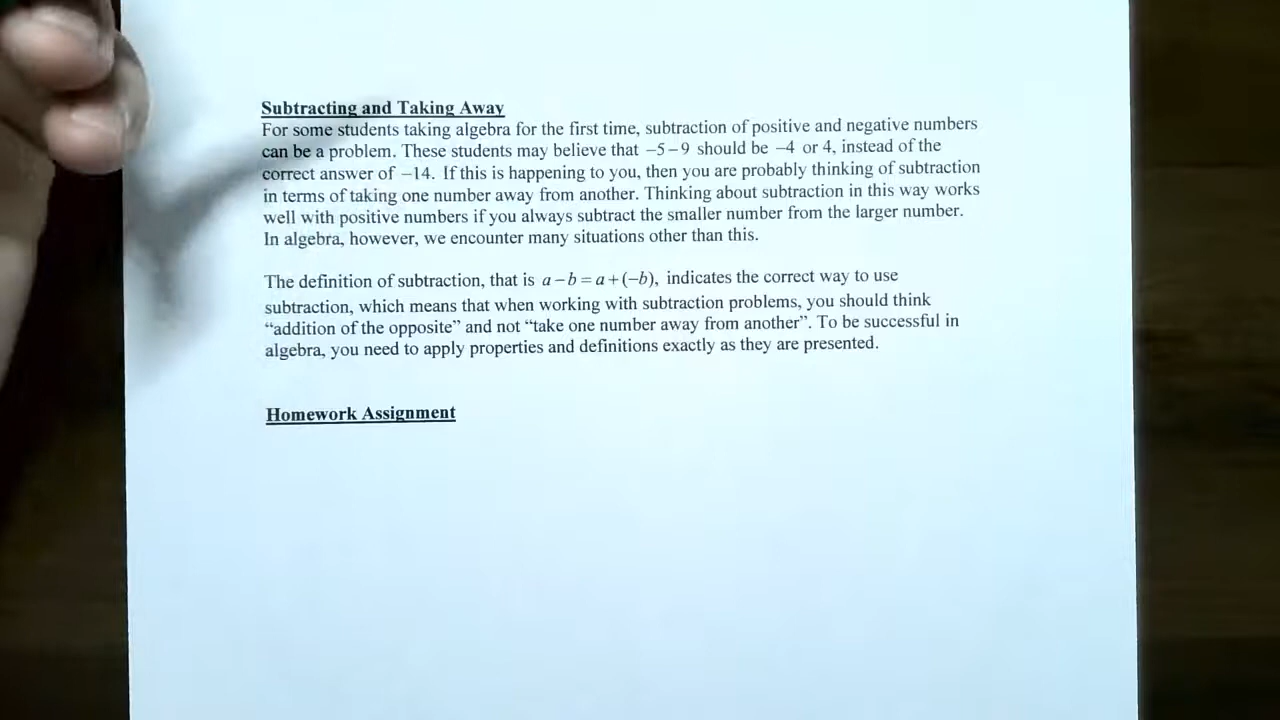 Subtracting and Taking Away
For some students taking algebra for the first time, subtraction of positive and negative numbers
can be a problem. These students may believe that −5−9 should be −4 or 4, instead of the
correct answer of −14. If this is happening to you, then you are probably thinking of subtraction
in terms of taking one number away from another. Thinking about subtraction in this way works
well with positive numbers if you always subtract the smaller number from the larger number.
In algebra, however, we encounter many situations other than this.
The definition of subtraction, that is a−b=a+(−b), indicates the correct way to use
subtraction, which means that when working with subtraction problems, you should think
“addition of the opposite” and not “take one number away from another”. To be successful in
algebra, you need to apply properties and definitions exactly as they are presented.
Homework Assignment